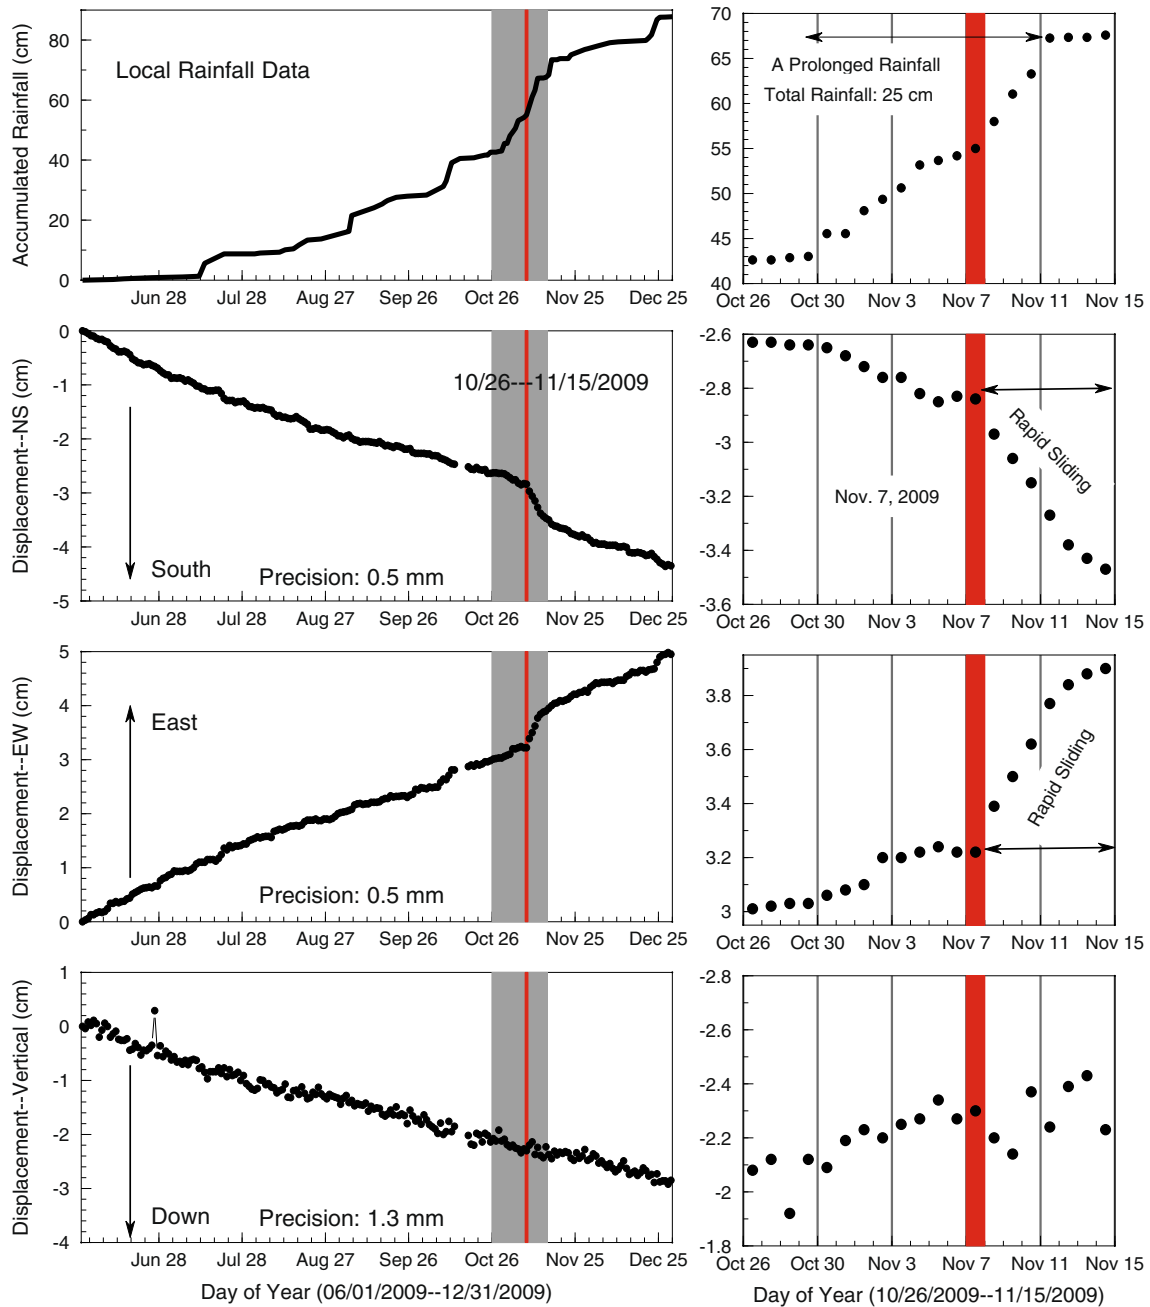 Accumulated Rainfall (cm)
80
60
40
20
0
Local Rainfall Data
Jun 28 Jul 28 Aug 27 Sep 26 Oct 26 Nov 25 Dec 25
70
65
60
55
50
45
40
A Prolonged Rainfall
Total Rainfall: 25 cm
Oct 26 Oct 30 Nov 3 Nov 7 Nov 11 Nov 15
Displacement--NS (cm)
0
-1
-2
-3
-4
-5
10/26---11/15/2009
South
Precision: 0.5 mm
Jun 28 Jul 28 Aug 27 Sep 26 Oct 26 Nov 25 Dec 25
-2.6
-2.8
-3
-3.2
-3.4
-3.6
Rapid Sliding
Nov. 7, 2009
Oct 26 Oct 30 Nov 3 Nov 7 Nov 11 Nov 15
Displacement--EW (cm)
5
4
3
2
1
0
East
Precision: 0.5 mm
Jun 28 Jul 28 Aug 27 Sep 26 Oct 26 Nov 25 Dec 25
3.8
3.6
3.4
3.2
3
Rapid Sliding
Oct 26 Oct 30 Nov 3 Nov 7 Nov 11 Nov 15
Displacement--Vertical (cm)
1
0
-1
-2
-3
-4
Down
Precision: 1.3 mm
Jun 28 Jul 28 Aug 27 Sep 26 Oct 26 Nov 25 Dec 25
Day of Year (06/01/2009--12/31/2009)
-2.8
-2.6
-2.4
-2.2
-2
-1.8
Oct 26 Oct 30 Nov 3 Nov 7 Nov 11 Nov 15
Day of Year (10/26/2009--11/15/2009)